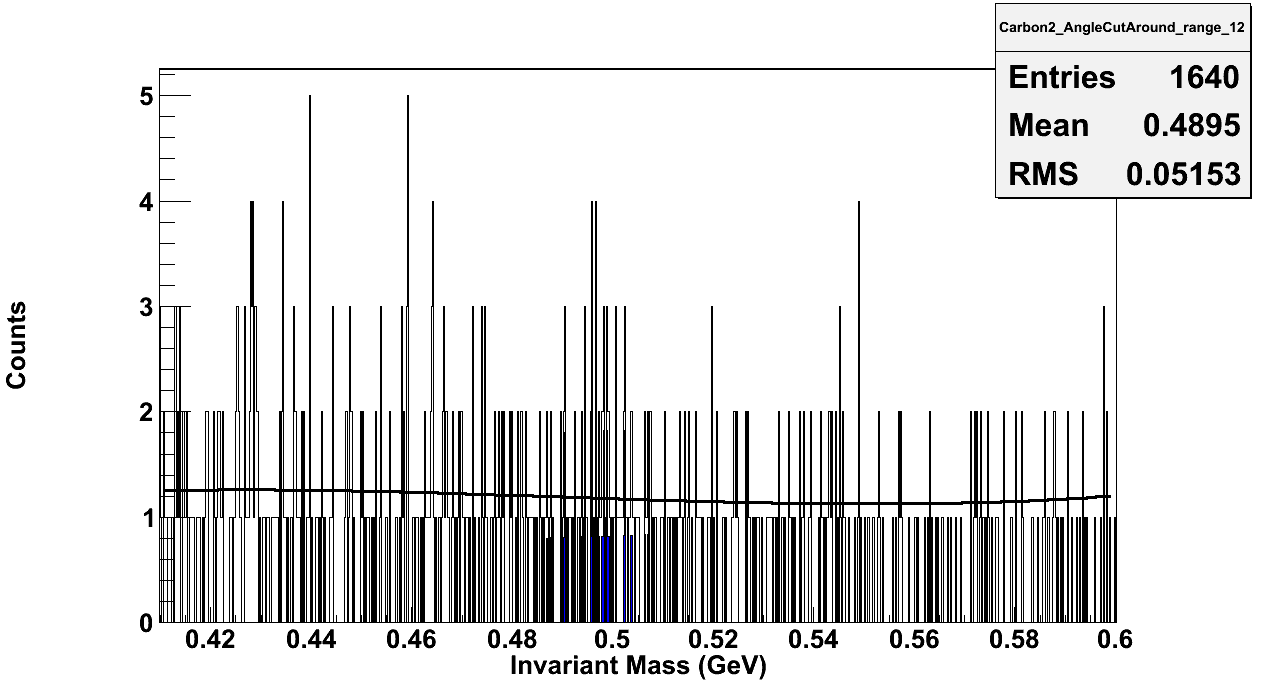 Carbon2_AngleCutAround_range_12
Entries 1640
Mean 0.4895
RMS 0.05153
Counts
5
4
3
2
1
0
0.42 0.44 0.46 0.48 0.5 0.52 0.54 0.56 0.58 0.6
Invariant Mass (GeV)